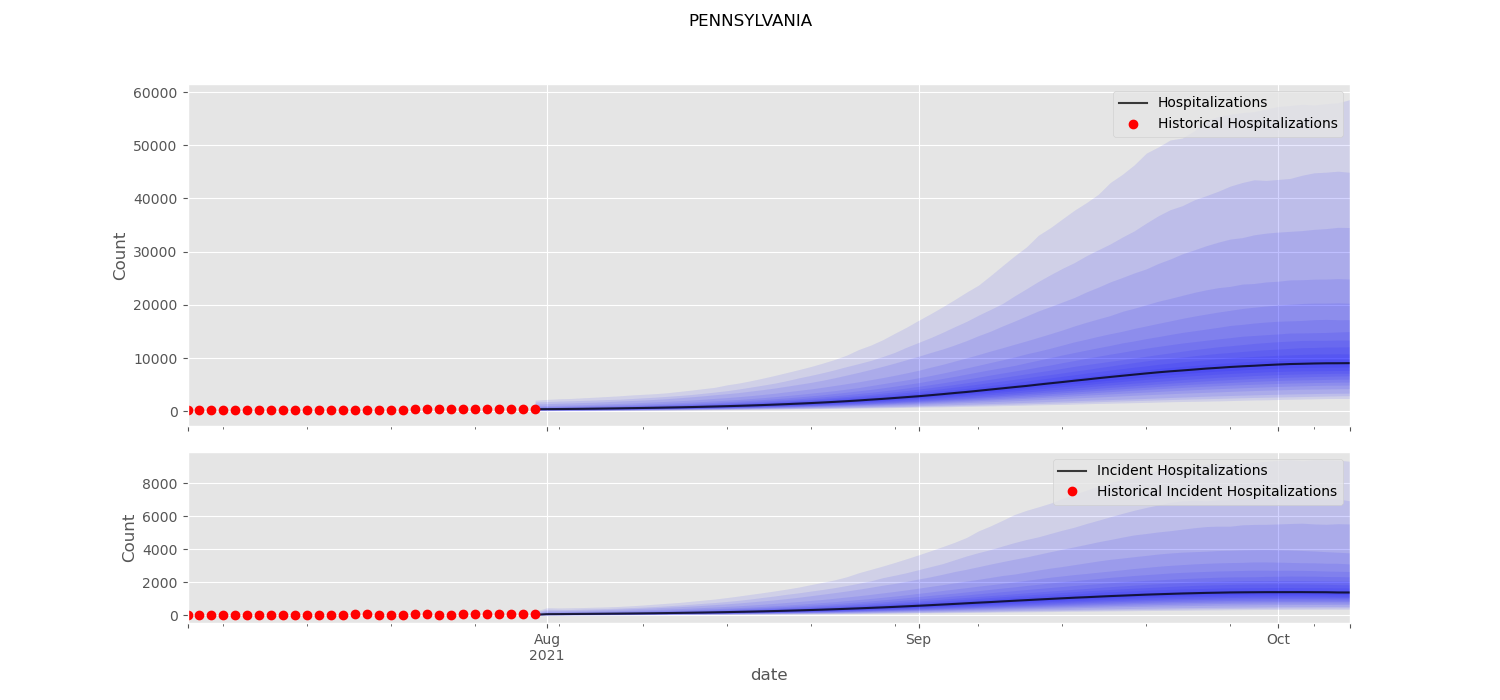 PENNSYLVANIA
60000
50000
40000
30000
20000
10000
0
Count
Hospitalizations
Historical Hospitalizations
8000
6000
4000
2000
0
Count
Incident Hospitalizations
Historical Incident Hospitalizations
Aug
2021
Sep
Oct
date